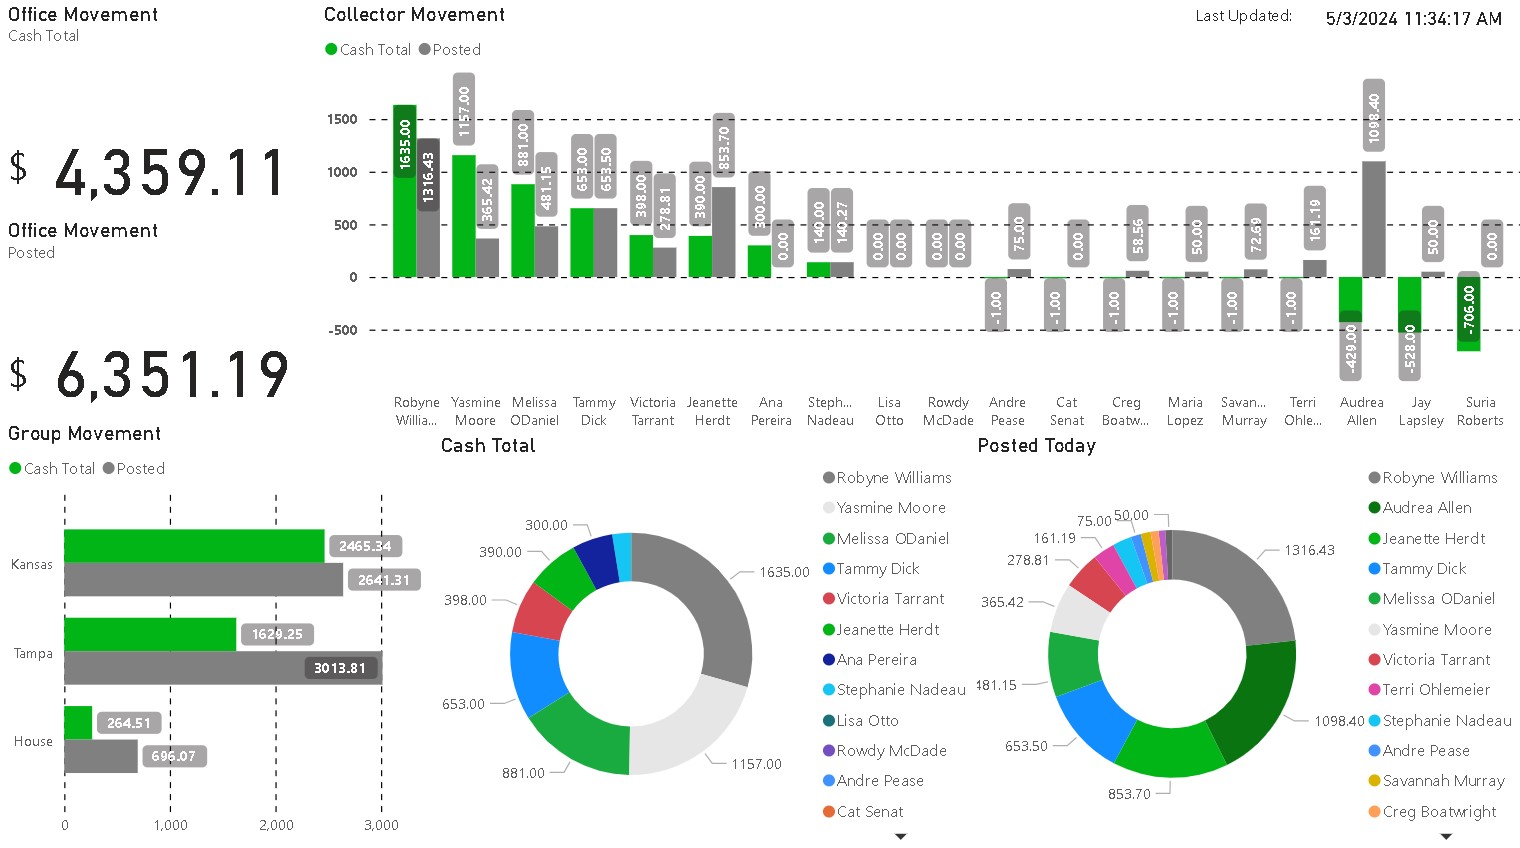 Office Movement
Cash Total
$ 4,359.11
Office Movement
Posted
$ 6,351.19
Collector Movement
Last Updated: 5/3/2024 11:34:17 AM
Cash Total Posted
1500
1000
500
0
-500
1635.00
1316.43
1157.00
365.42
881.00
481.15
653.00
653.50
398.00
278.81
390.00
853.70
300.00
0.00
140.00
140.27
0.00
0.00
0.00
0.00
-1.00
75.00
-1.00
0.00
-1.00
58.56
-1.00
50.00
-1.00
72.69
-1.00
161.19
-429.00
1098.40
-528.00
50.00
-706.00
0.00
Robyne Willia...
Yasmine Moore
Melissa ODaniel
Tammy Dick
Victoria Tarrant
Jeanette Herdt
Ana Pereira
Steph... Nadeau
Lisa Otto
Rowdy McDade
Andre Pease
Cat Senat
Creg Boatw...
Maria Lopez
Savan... Murray
Terri Ohle...
Audrea Allen
Jay Lapsley
Suria Roberts
Group Movement
Cash Total Posted
Kansas
2465.34
2641.31
Tampa
1629.25
3013.81
House
264.51
696.07
0 1,000 2,000 3,000
Cash Total
300.00
390.00
398.00
653.00
881.00
1157.00
1635.00
Robyne Williams
Yasmine Moore
Melissa ODaniel
Tammy Dick
Victoria Tarrant
Jeanette Herdt
Ana Pereira
Stephanie Nadeau
Lisa Otto
Rowdy McDade
Andre Pease
Cat Senat
Posted Today
50.00
75.00
161.19
278.81
365.42
481.15
653.50
853.70
1098.40
1316.43
Robyne Williams
Audrea Allen
Jeanette Herdt
Tammy Dick
Melissa ODaniel
Yasmine Moore
Victoria Tarrant
Terri Ohlemeier
Stephanie Nadeau
Andre Pease
Savannah Murray
Creg Boatwright